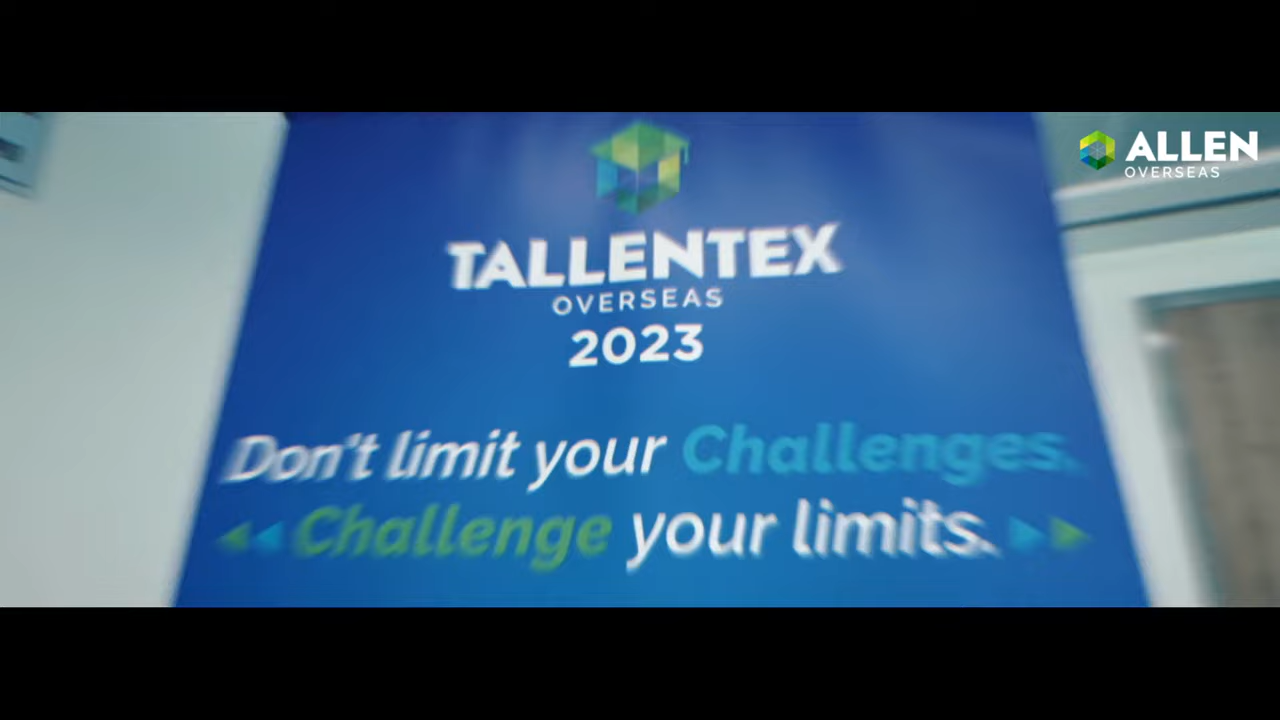 ALLEN
OVERSEAS
TALLENTEX
OVERSEAS
2023
Don't limit your Challenges.
Challenge your limits.